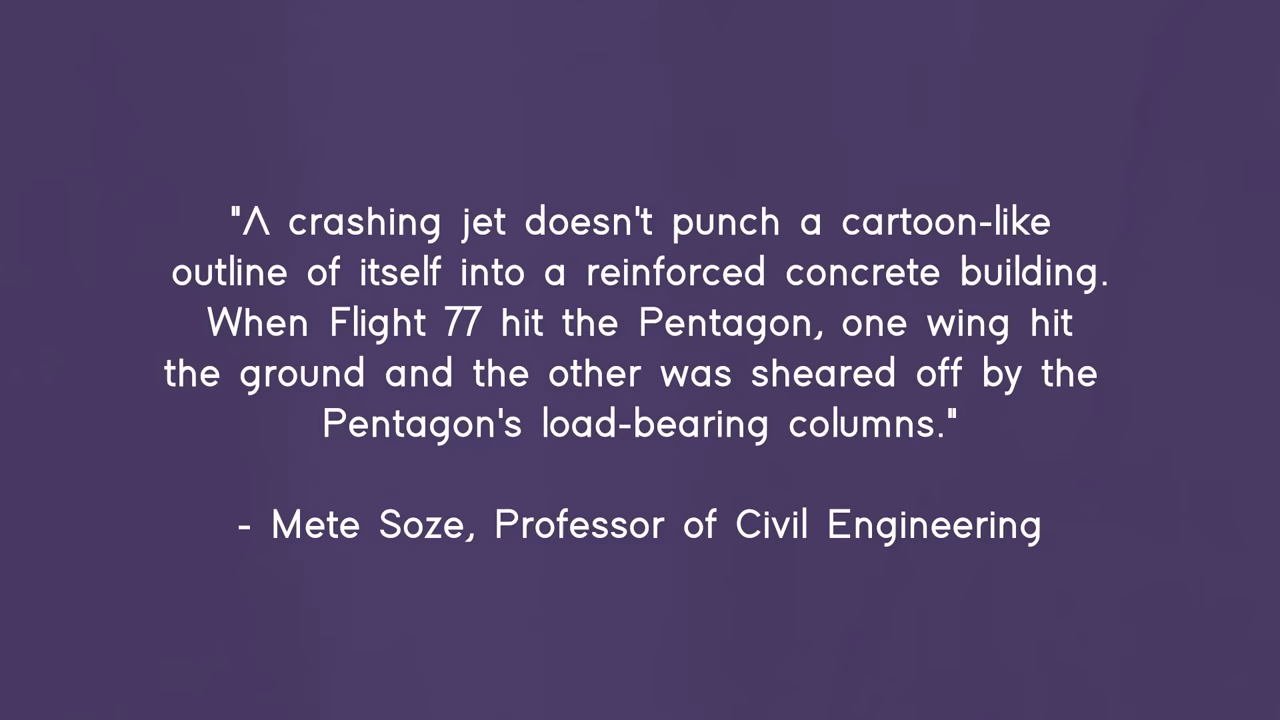 "A crashing jet doesn't punch a cartoon-like
outline of itself into a reinforced concrete building.
When Flight 77 hit the Pentagon, one wing hit
the ground and the other was sheared off by the
Pentagon's load-bearing columns."
- Mete Soze, Professor of Civil Engineering